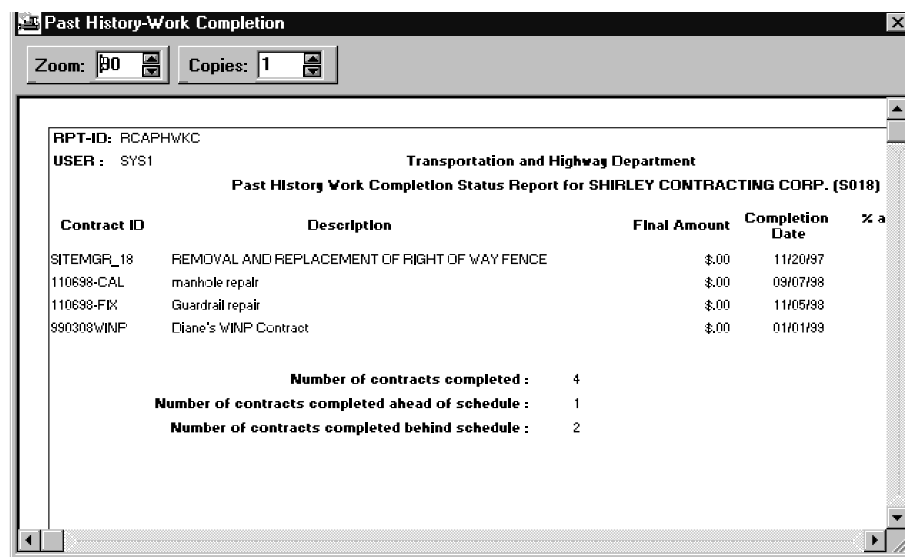 Past History-Work Completion
Zoom: 90 Copies: 1
RPT-ID: RCAPHWKC
USER : SYS1 Transportation and Highway Department
Past History Work Completion Status Report for SHIRLEY CONTRACTING CORP. (S018)
Contract ID Description Final Amount Completion Date % a
SITEMGR_18 REMOVAL AND REPLACEMENT OF RIGHT OF WAY FENCE $.00 11/20/97
110698-CAL manhole repair $.00 09/07/98
110698-FIX Guardrail repair $.00 11/05/98
990308WINP Diane's WINP Contract $.00 01/01/99
Number of contracts completed : 4
Number of contracts completed ahead of schedule : 1
Number of contracts completed behind schedule : 2